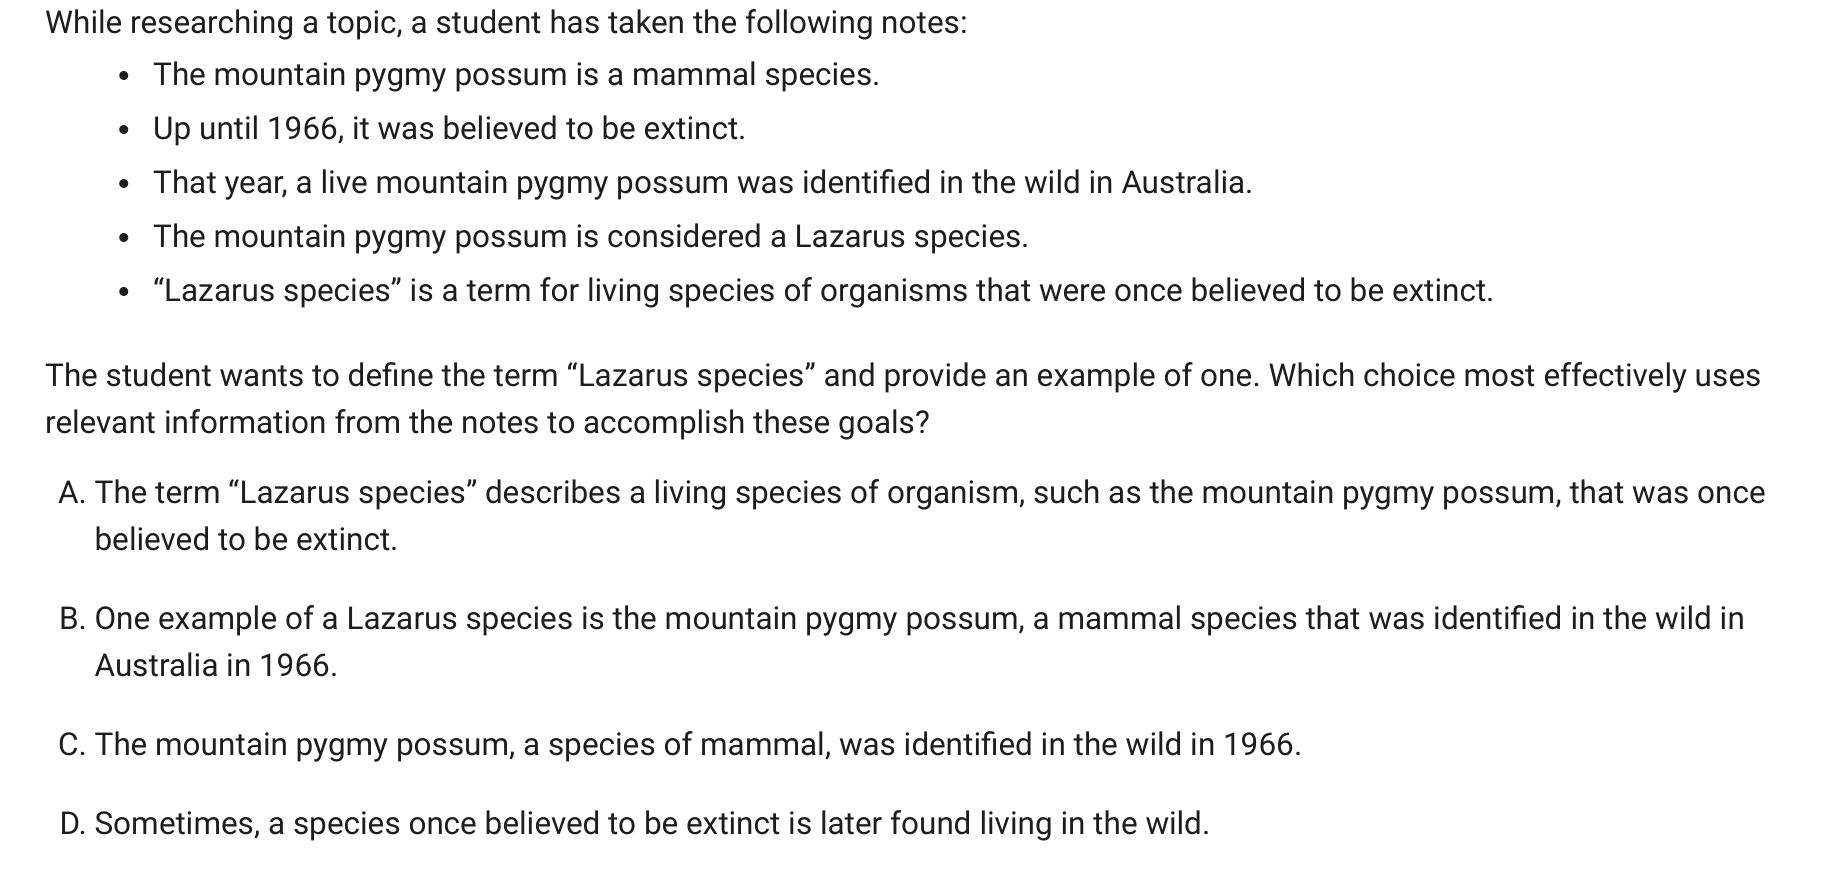 While researching a topic, a student has taken the following notes:
• The mountain pygmy possum is a mammal species.
• Up until 1966, it was believed to be extinct.
• That year, a live mountain pygmy possum was identified in the wild in Australia.
• The mountain pygmy possum is considered a Lazarus species.
• “Lazarus species” is a term for living species of organisms that were once believed to be extinct.
The student wants to define the term “Lazarus species” and provide an example of one. Which choice most effectively uses
relevant information from the notes to accomplish these goals?
A. The term “Lazarus species” describes a living species of organism, such as the mountain pygmy possum, that was once
believed to be extinct.
B. One example of a Lazarus species is the mountain pygmy possum, a mammal species that was identified in the wild in
Australia in 1966.
C. The mountain pygmy possum, a species of mammal, was identified in the wild in 1966.
D. Sometimes, a species once believed to be extinct is later found living in the wild.